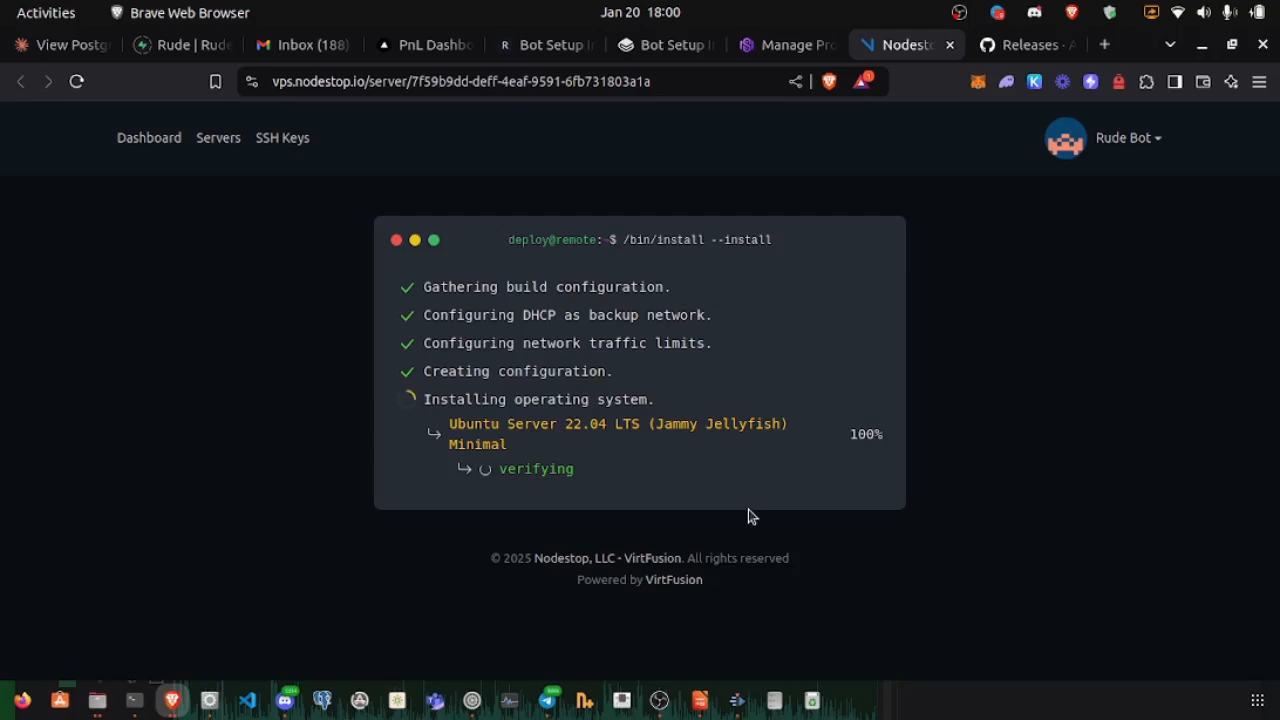 Activities
Brave Web Browser
Jan 20 18:00
View Postg
Rude | Rud
Inbox (188)
PnL Dashbo
Bot Setup I
Bot Setup I
Manage Pro
Nodesto
Releases · A
vps.nodestop.io/server/7f59b9dd-deff-4eaf-9591-6fb731803a1a
Dashboard Servers SSH Keys
Rude Bot
deploy@remote:~$ /bin/install --install
Gathering build configuration.
Configuring DHCP as backup network.
Configuring network traffic limits.
Creating configuration.
Installing operating system.
Ubuntu Server 22.04 LTS (Jammy Jellyfish)
Minimal
100%
verifying
© 2025 Nodestop, LLC - VirtFusion. All rights reserved
Powered by VirtFusion